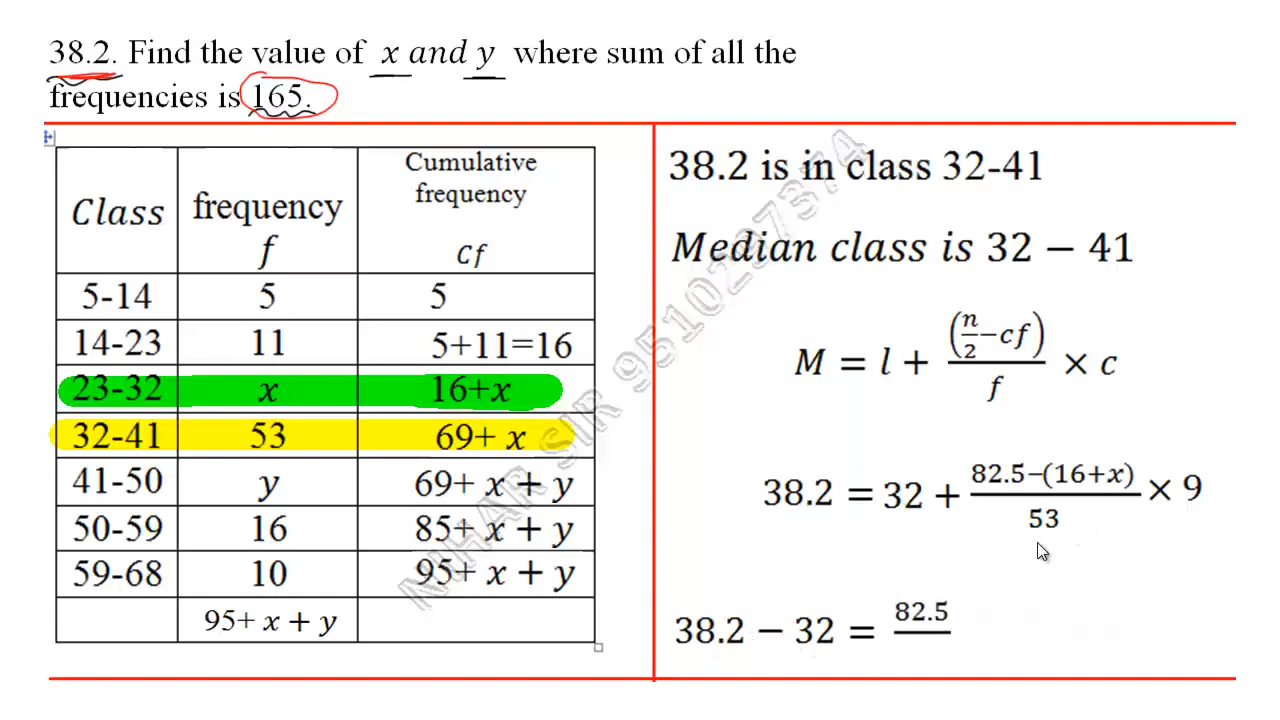 38.2. Find the value of x and y where sum of all the
frequencies is 165.
Class frequency f Cumulative frequency Cf
5-14 5 5
14-23 11 5+11=16
23-32 x 16+x
32-41 53 69+ x
41-50 y 69+ x + y
50-59 16 85+ x + y
59-68 10 95+ x + y
95+ x + y
38.2 is in class 32-41
Median class is 32 − 41
M = l + (n/2−cf)/f × c
38.2 = 32 + 82.5−(16+x)/53 × 9
38.2 − 32 = 82.5
NIHAR SIR 9510297374